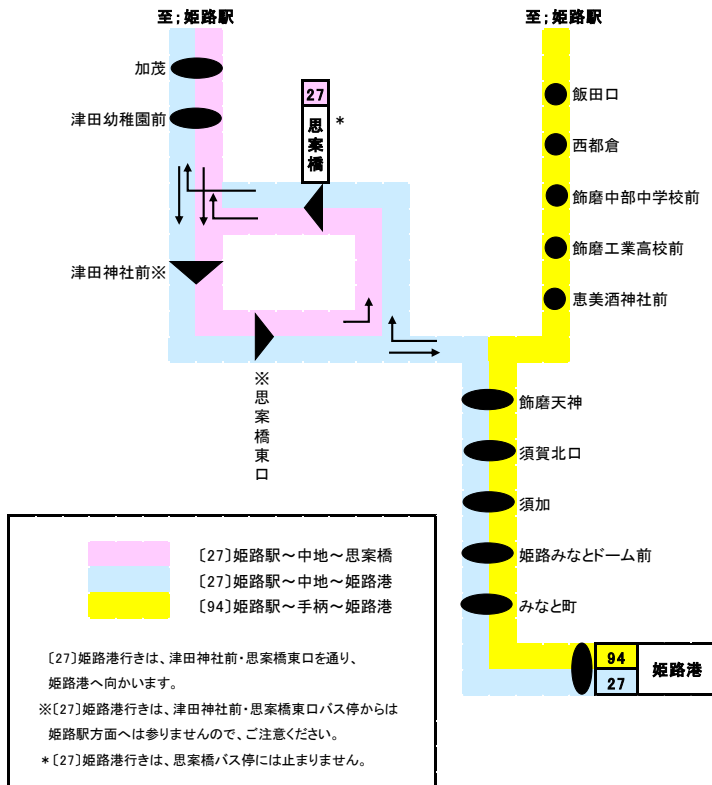 至；姫路駅
加茂
津田幼稚園前
27
思案橋
*
津田神社前※
※思案橋東口
至；姫路駅
飯田口
西都倉
飾磨中部中学校前
飾磨工業高校前
恵美酒神社前
飾磨天神
須賀北口
須加
姫路みなとドーム前
みなと町
94
27
姫路港
〔27〕姫路駅～中地～思案橋
〔27〕姫路駅～中地～姫路港
〔94〕姫路駅～手柄～姫路港
〔27〕姫路港行きは、津田神社前・思案橋東口を通り、
姫路港へ向かいます。
※〔27〕姫路港行きは、津田神社前・思案橋東口バス停からは
姫路駅方面へは参りませんので、ご注意ください。
*〔27〕姫路港行きは、思案橋バス停には止まりません。